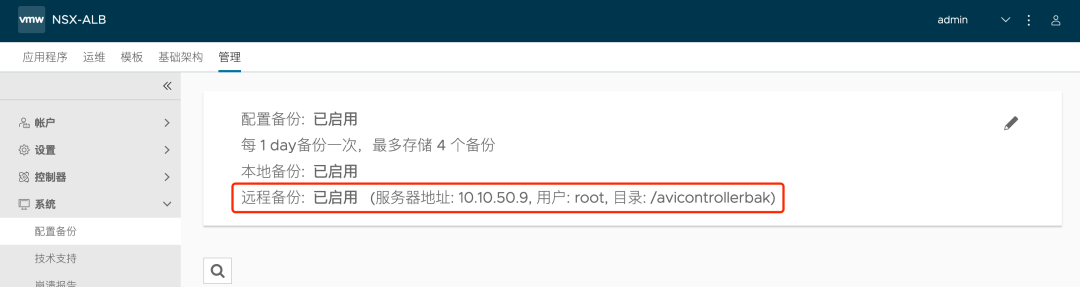 vmw NSX-ALB admin
应用程序 运维 模板 基础架构 管理
帐户
设置
控制器
系统
配置备份
技术支持
崩溃报告
配置备份: 已启用
每 1 day备份一次，最多存储 4 个备份
本地备份: 已启用
远程备份: 已启用 (服务器地址: 10.10.50.9, 用户: root, 目录: /avicontrollerbak)